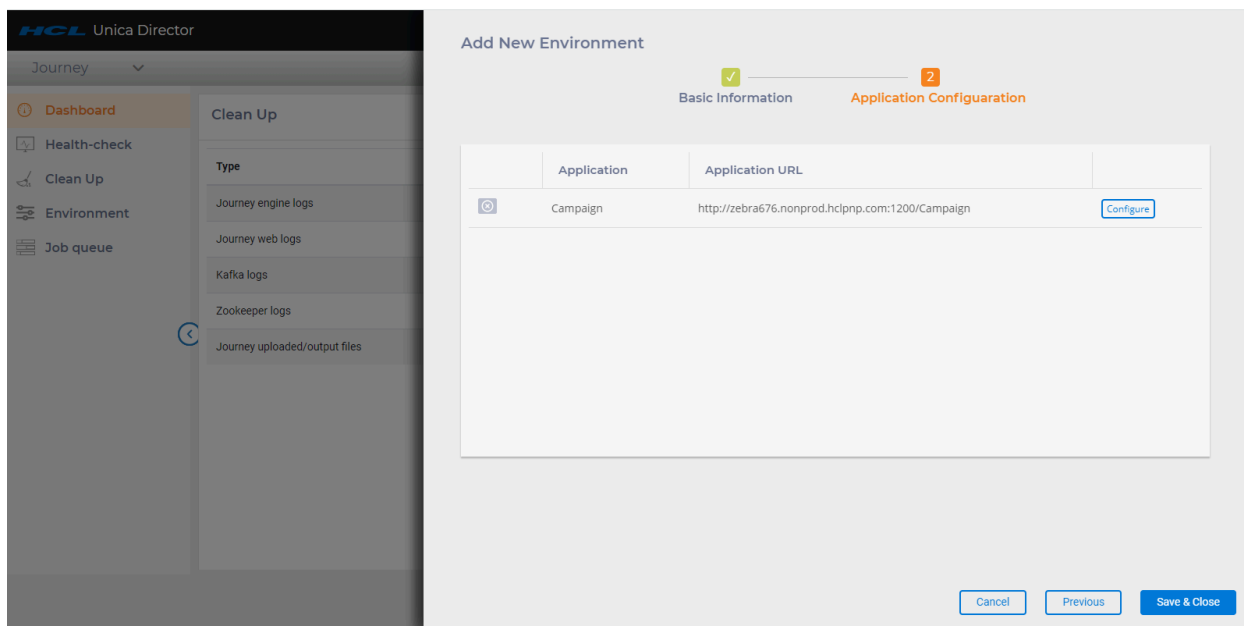 HCL Unica Director
Journey
Dashboard
Health-check
Clean Up
Environment
Job queue
Clean Up
Type
Journey engine logs
Journey web logs
Kafka logs
Zookeeper logs
Journey uploaded/output files
Add New Environment
2
Basic Information Application Configuaration
Application Application URL
Campaign http://zebra676.nonprod.hclpnp.com:1200/Campaign Configure
Cancel Previous Save & Close